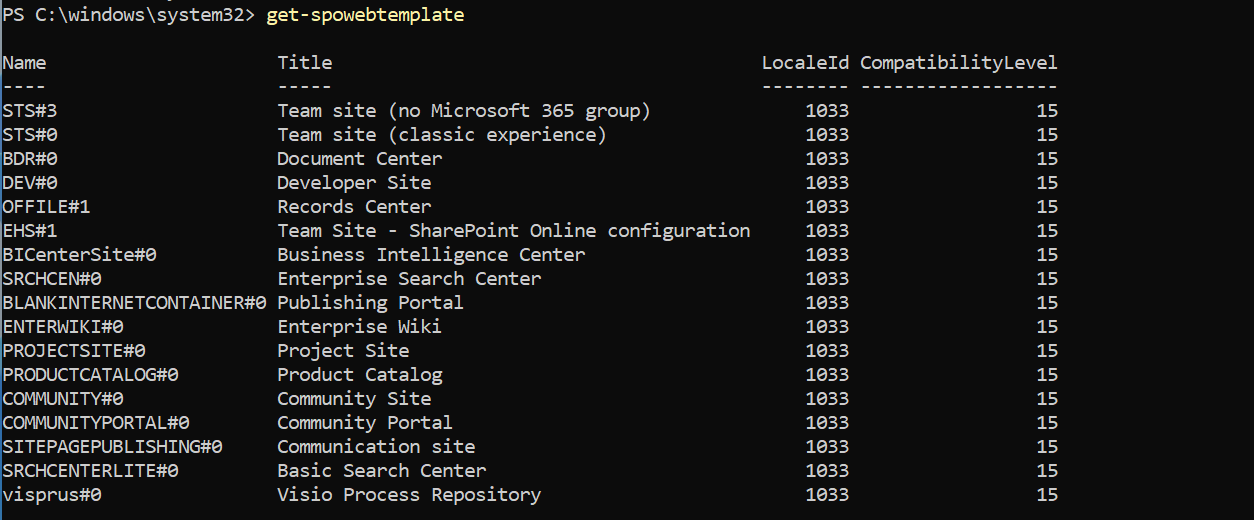 PS C:\windows\system32> get-spowebtemplate
Name Title LocaleId CompatibilityLevel
---- ----- -------- ------------------
STS#3 Team site (no Microsoft 365 group) 1033 15
STS#0 Team site (classic experience) 1033 15
BDR#0 Document Center 1033 15
DEV#0 Developer Site 1033 15
OFFILE#1 Records Center 1033 15
EHS#1 Team Site - SharePoint Online configuration 1033 15
BICenterSite#0 Business Intelligence Center 1033 15
SRCHCEN#0 Enterprise Search Center 1033 15
BLANKINTERNETCONTAINER#0 Publishing Portal 1033 15
ENTERWIKI#0 Enterprise Wiki 1033 15
PROJECTSITE#0 Project Site 1033 15
PRODUCTCATALOG#0 Product Catalog 1033 15
COMMUNITY#0 Community Site 1033 15
COMMUNITYPORTAL#0 Community Portal 1033 15
SITEPAGEPUBLISHING#0 Communication site 1033 15
SRCHCENTERLITE#0 Basic Search Center 1033 15
visprus#0 Visio Process Repository 1033 15